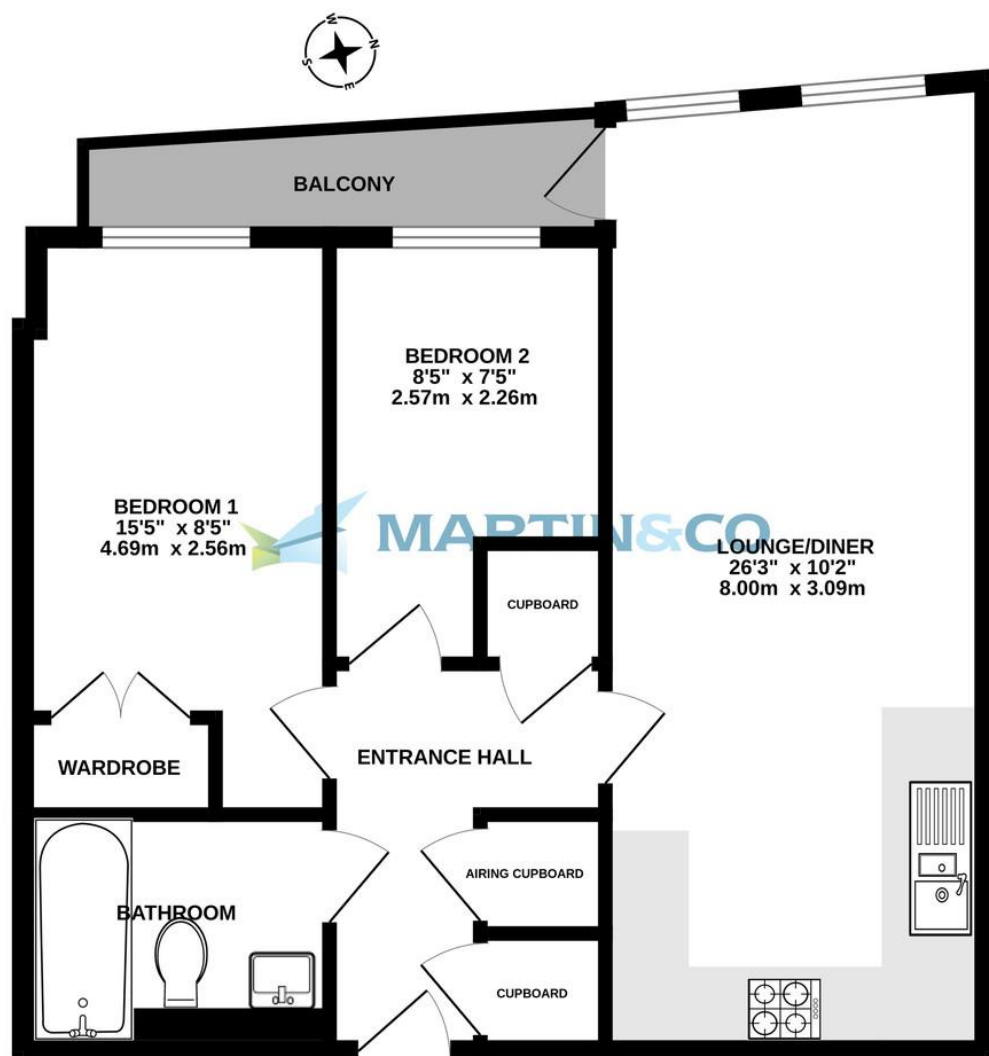 W
N
S
E
BALCONY
BEDROOM 2
8'5" x 7'5"
2.57m x 2.26m
BEDROOM 1
15'5" x 8'5"
4.69m x 2.56m
MARTIN&CO
LOUNGE/DINER
26'3" x 10'2"
8.00m x 3.09m
CUPBOARD
WARDROBE
ENTRANCE HALL
AIRING CUPBOARD
BATHROOM
CUPBOARD